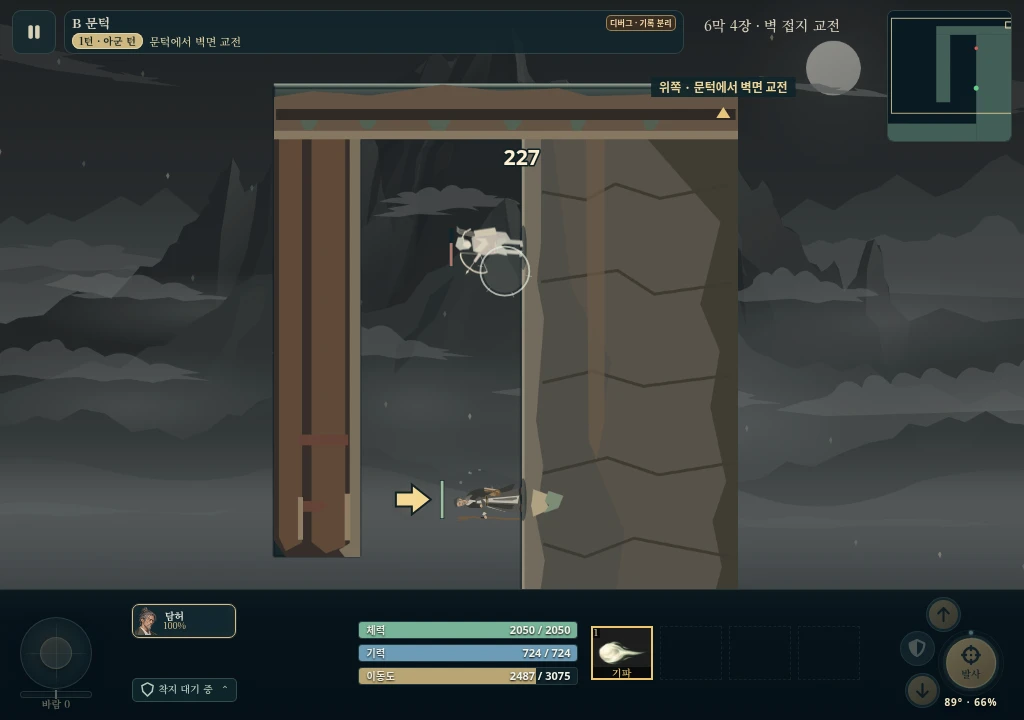 B 문턱
디버그 · 기록 분리
1턴 · 아군 턴 문턱에서 벽면 교전
6막 4장 · 벽 접지 교전
위쪽 · 문턱에서 벽면 교전
227
담허
100%
체력 2050 / 2050
기력 724 / 724
이동도 2487 / 3075
1
기파
착지 대기 중
바람 0
발사
89° · 66%